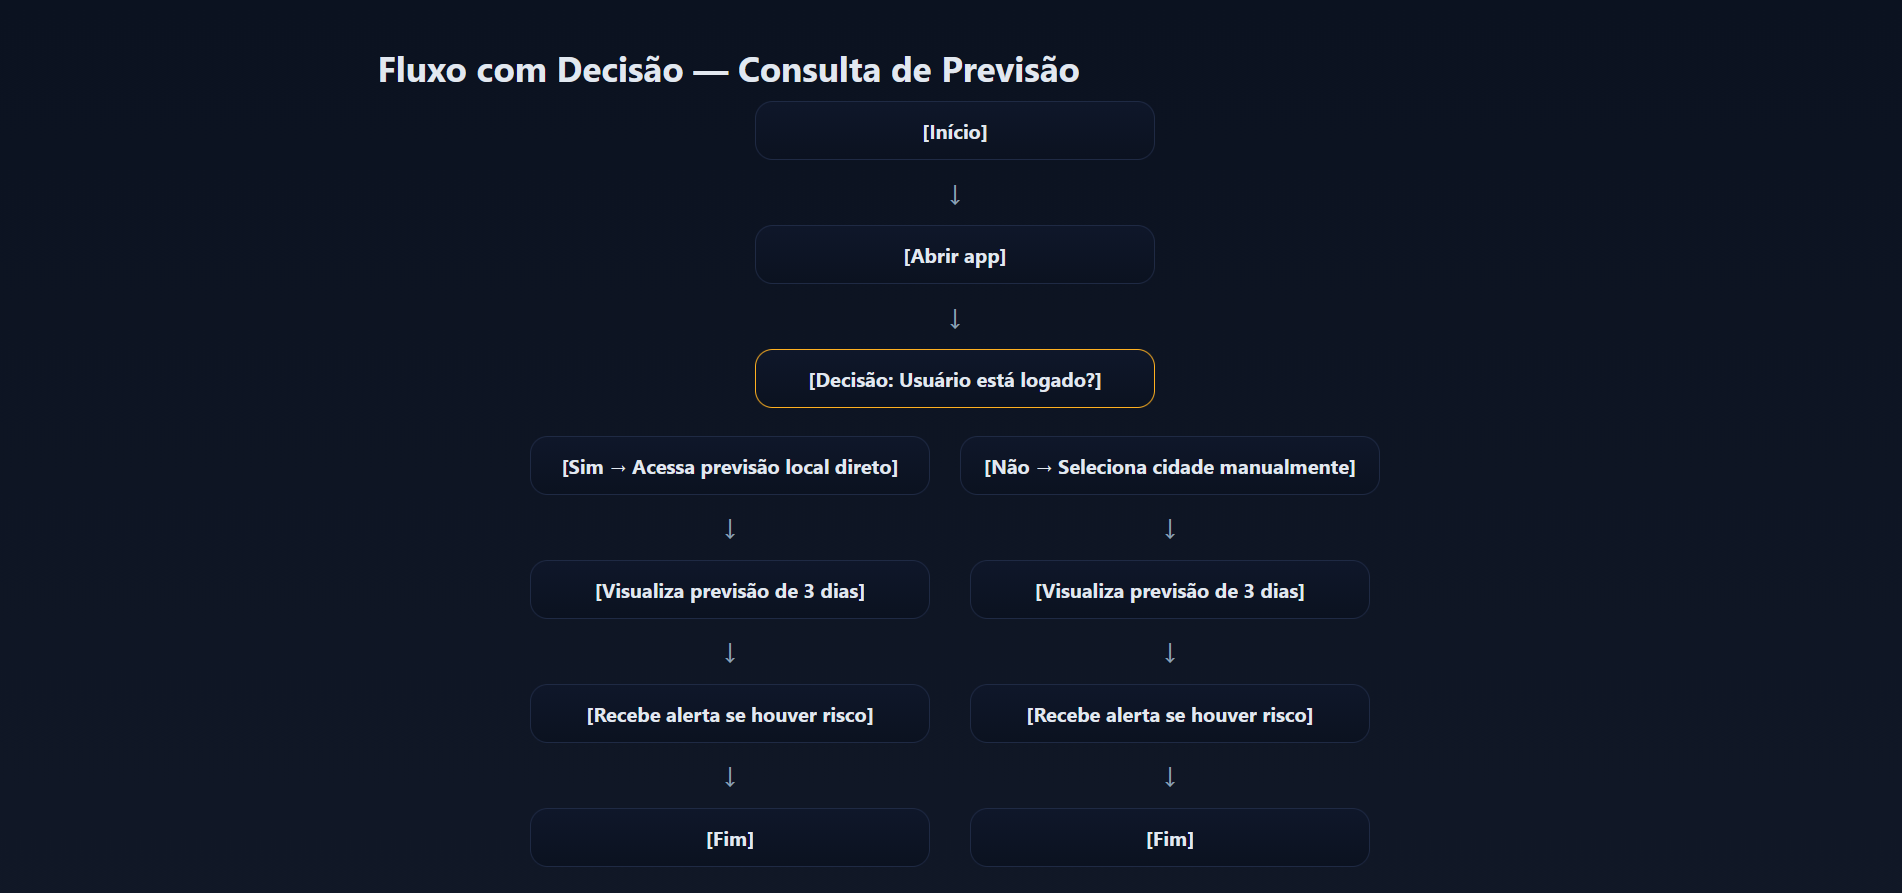 Fluxo com Decisão — Consulta de Previsão
[Início]
↓
[Abrir app]
↓
[Decisão: Usuário está logado?]
[Sim → Acessa previsão local direto]
↓
[Visualiza previsão de 3 dias]
↓
[Recebe alerta se houver risco]
↓
[Fim]
[Não → Seleciona cidade manualmente]
↓
[Visualiza previsão de 3 dias]
↓
[Recebe alerta se houver risco]
↓
[Fim]